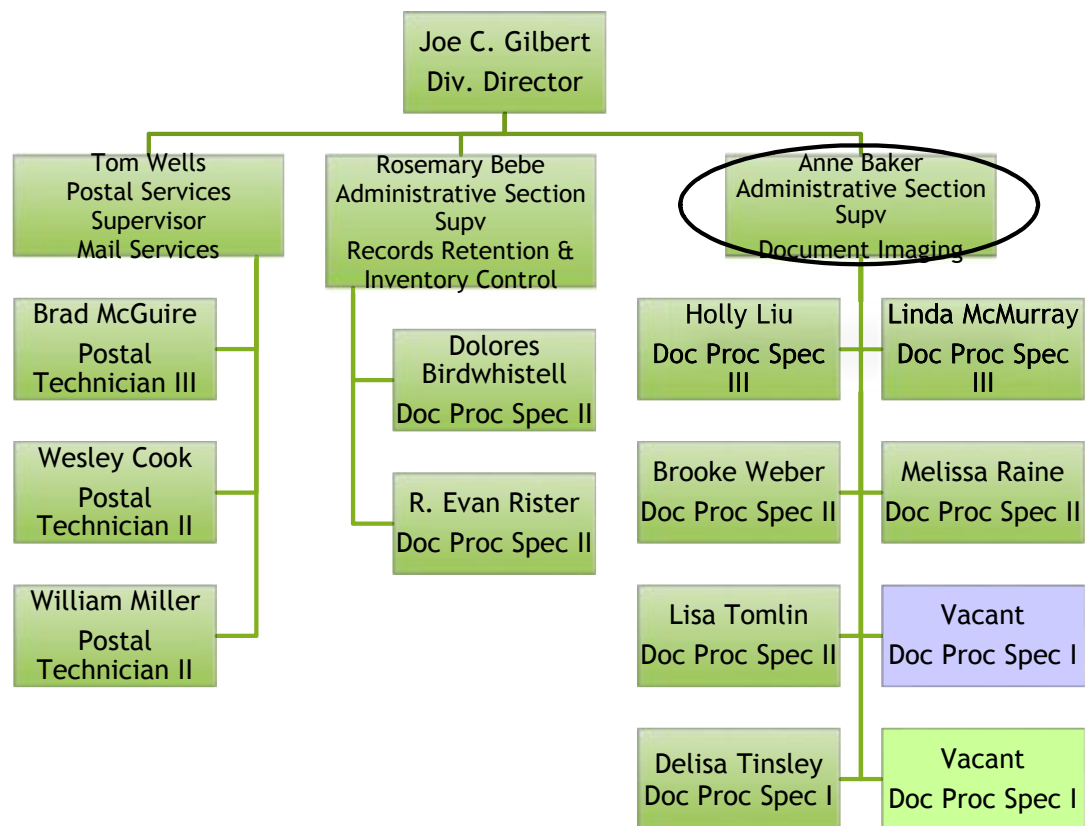 Joe C. Gilbert
Div. Director
Tom Wells
Postal Services
Supervisor
Mail Services
Rosemary Bebe
Administrative Section
Supv
Records Retention &
Inventory Control
Anne Baker
Administrative Section
Supv
Document Imaging
Brad McGuire
Postal
Technician III
Wesley Cook
Postal
Technician II
William Miller
Postal
Technician II
Dolores
Birdwhistell
Doc Proc Spec II
R. Evan Rister
Doc Proc Spec II
Holly Liu
Doc Proc Spec
III
Linda McMurray
Doc Proc Spec
III
Brooke Weber
Doc Proc Spec II
Melissa Raine
Doc Proc Spec II
Lisa Tomlin
Doc Proc Spec II
Vacant
Doc Proc Spec I
Delisa Tinsley
Doc Proc Spec I
Vacant
Doc Proc Spec I